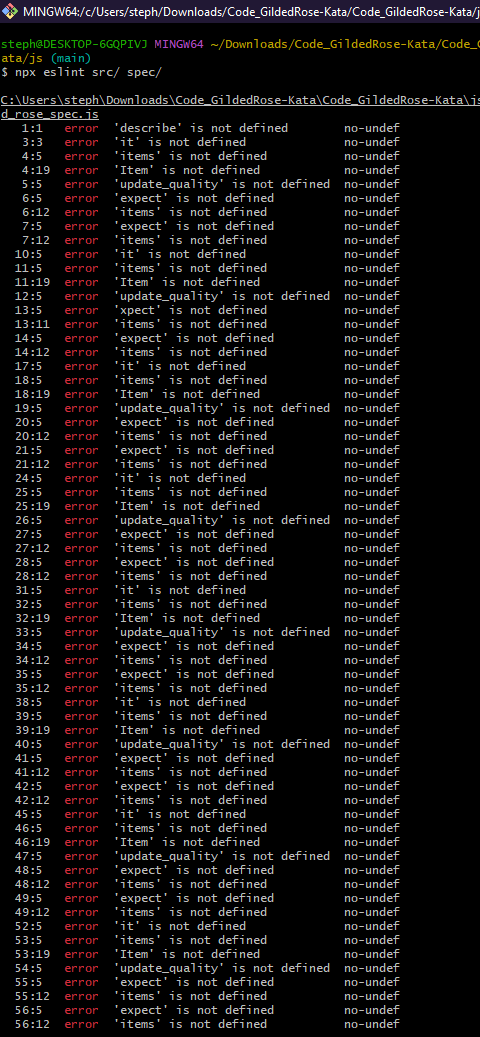 MINGW64:/c/Users/steph/Downloads/Code_GildedRose-Kata/Code_GildedRose-Kata/j
steph@DESKTOP-6GQPIVJ MINGW64 ~/Downloads/Code_GildedRose-Kata/Code_G
ata/js (main)
$ npx eslint src/ spec/
C:\Users\steph\Downloads\Code_GildedRose-Kata\Code_GildedRose-Kata\js
d_rose_spec.js
1:1 error 'describe' is not defined no-undef
3:3 error 'it' is not defined no-undef
4:5 error 'items' is not defined no-undef
4:19 error 'Item' is not defined no-undef
5:5 error 'update_quality' is not defined no-undef
6:5 error 'expect' is not defined no-undef
6:12 error 'items' is not defined no-undef
7:5 error 'expect' is not defined no-undef
7:12 error 'items' is not defined no-undef
10:5 error 'it' is not defined no-undef
11:5 error 'items' is not defined no-undef
11:19 error 'Item' is not defined no-undef
12:5 error 'update_quality' is not defined no-undef
13:5 error 'xpect' is not defined no-undef
13:11 error 'items' is not defined no-undef
14:5 error 'expect' is not defined no-undef
14:12 error 'items' is not defined no-undef
17:5 error 'it' is not defined no-undef
18:5 error 'items' is not defined no-undef
18:19 error 'Item' is not defined no-undef
19:5 error 'update_quality' is not defined no-undef
20:5 error 'expect' is not defined no-undef
20:12 error 'items' is not defined no-undef
21:5 error 'expect' is not defined no-undef
21:12 error 'items' is not defined no-undef
24:5 error 'it' is not defined no-undef
25:5 error 'items' is not defined no-undef
25:19 error 'Item' is not defined no-undef
26:5 error 'update_quality' is not defined no-undef
27:5 error 'expect' is not defined no-undef
27:12 error 'items' is not defined no-undef
28:5 error 'expect' is not defined no-undef
28:12 error 'items' is not defined no-undef
31:5 error 'it' is not defined no-undef
32:5 error 'items' is not defined no-undef
32:19 error 'Item' is not defined no-undef
33:5 error 'update_quality' is not defined no-undef
34:5 error 'expect' is not defined no-undef
34:12 error 'items' is not defined no-undef
35:5 error 'expect' is not defined no-undef
35:12 error 'items' is not defined no-undef
38:5 error 'it' is not defined no-undef
39:5 error 'items' is not defined no-undef
39:19 error 'Item' is not defined no-undef
40:5 error 'update_quality' is not defined no-undef
41:5 error 'expect' is not defined no-undef
41:12 error 'items' is not defined no-undef
42:5 error 'expect' is not defined no-undef
42:12 error 'items' is not defined no-undef
45:5 error 'it' is not defined no-undef
46:5 error 'items' is not defined no-undef
46:19 error 'Item' is not defined no-undef
47:5 error 'update_quality' is not defined no-undef
48:5 error 'expect' is not defined no-undef
48:12 error 'items' is not defined no-undef
49:5 error 'expect' is not defined no-undef
49:12 error 'items' is not defined no-undef
52:5 error 'it' is not defined no-undef
53:5 error 'items' is not defined no-undef
53:19 error 'Item' is not defined no-undef
54:5 error 'update_quality' is not defined no-undef
55:5 error 'expect' is not defined no-undef
55:12 error 'items' is not defined no-undef
56:5 error 'expect' is not defined no-undef
56:12 error 'items' is not defined no-undef